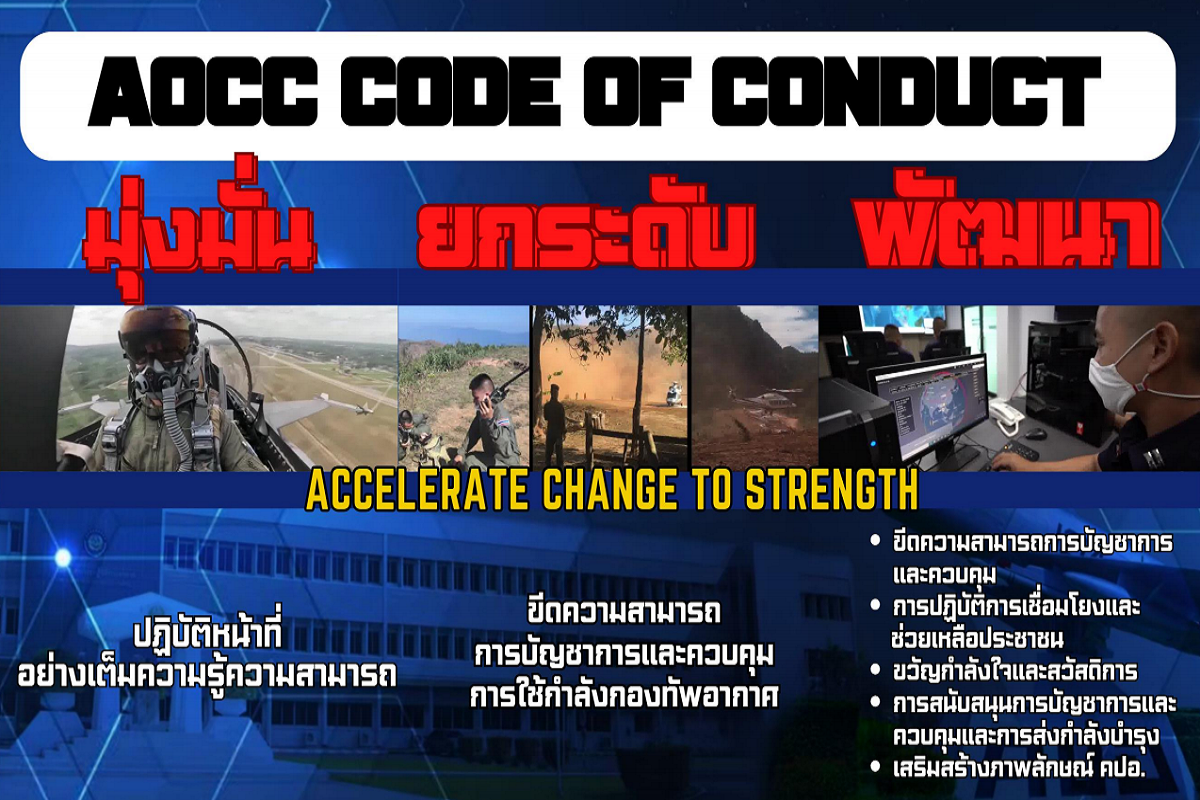 AOCC CODE OF CONDUCT
มุ่งมั่น ยกระดับ พัฒนา
ACCELERATE CHANGE TO STRENGTH
ปฏิบัติหน้าที่
อย่างเต็มความรู้ความสามารถ
ขีดความสามารถ
การบัญชาการและควบคุม
การใช้กำลังกองทัพอากาศ
• ขีดความสามารถการบัญชาการ
และควบคุม
• การปฏิบัติการเชื่อมโยงและ
ช่วยเหลือประชาชน
• ขวัญกำลังใจและสวัสดิการ
• การสนับสนุนการบัญชาการและ
ควบคุมและการส่งกำลังบำรุง
• เสริมสร้างภาพลักษณ์ คปอ.